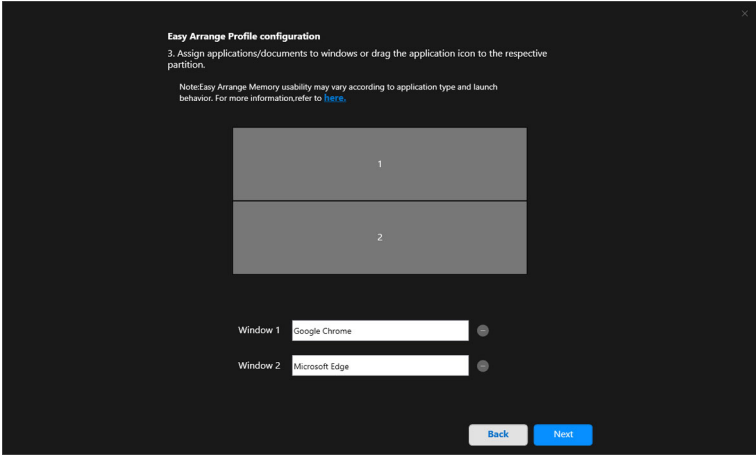 Easy Arrange Profile configuration
3. Assign applications/documents to windows or drag the application icon to the respective
partition.
Note:Easy Arrange Memory usability may vary according to application type and launch
behavior. For more information,refer to here.
1
2
Window 1 Google Chrome
Window 2 Microsoft Edge
Back Next